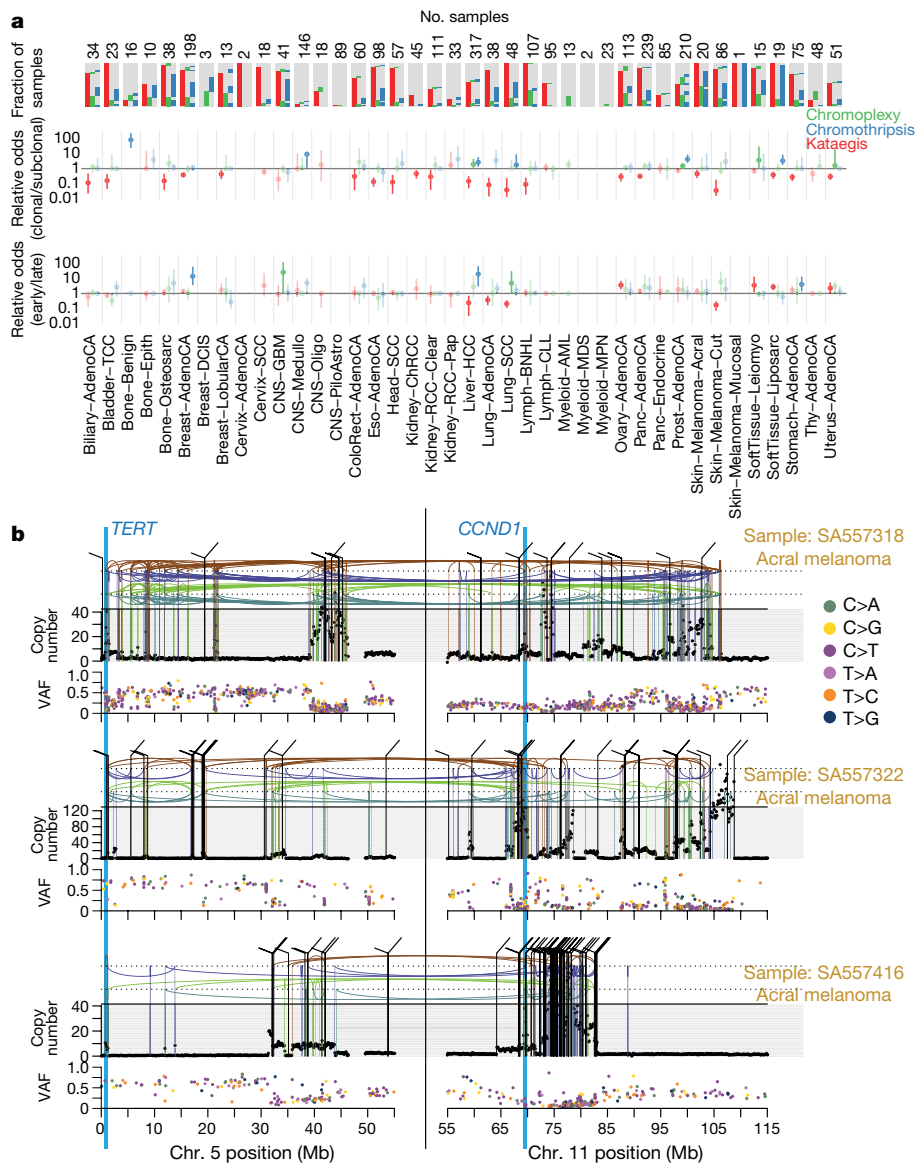 a
No. samples
34 23 16 10 38 198 3 13 2 18 41 146 18 89 60 98 57 45 111 33 317 38 48 107 95 13 2 23 113 239 85 210 20 86 1 15 19 75 48 51
Fraction of
samples
Chromoplexy
Chromothripsis
Kataegis
Relative odds
(clonal/subclonal)
100
10
1
0.1
0.01
Relative odds
(early/late)
100
10
1
0.1
0.01
Biliary–AdenoCA
Bladder–TCC
Bone–Benign
Bone–Epith
Bone–Osteosarc
Breast–AdenoCA
Breast–DCIS
Breast–LobularCA
Cervix–AdenoCA
Cervix–SCC
CNS–GBM
CNS–Medullo
CNS–Oligo
CNS–PiloAstro
ColoRect–AdenoCA
Eso–AdenoCA
Head–SCC
Kidney–ChRCC
Kidney–RCC–Clear
Kidney–RCC–Pap
Liver–HCC
Lung–AdenoCA
Lung–SCC
Lymph–BNHL
Lymph–CLL
Myeloid–AML
Myeloid–MDS
Myeloid–MPN
Ovary–AdenoCA
Panc–AdenoCA
Panc–Endocrine
Prost–AdenoCA
Skin–Melanoma–Acral
Skin–Melanoma–Cut
Skin–Melanoma–Mucosal
SoftTissue–Leiomyo
SoftTissue–Liposarc
Stomach–AdenoCA
Thy–AdenoCA
Uterus–AdenoCA
b
TERT
CCND1
Sample: SA557318
Acral melanoma
Copy
number
40
20
0
VAF
1.0
0.5
0
C>A
C>G
C>T
T>A
T>C
T>G
Sample: SA557322
Acral melanoma
Copy
number
120
80
40
0
VAF
1.0
0.5
0
Sample: SA557416
Acral melanoma
Copy
number
40
20
0
VAF
1.0
0.5
0
0 10 20 30 40 50 55 65 75 85 95 105 115
Chr. 5 position (Mb)
Chr. 11 position (Mb)